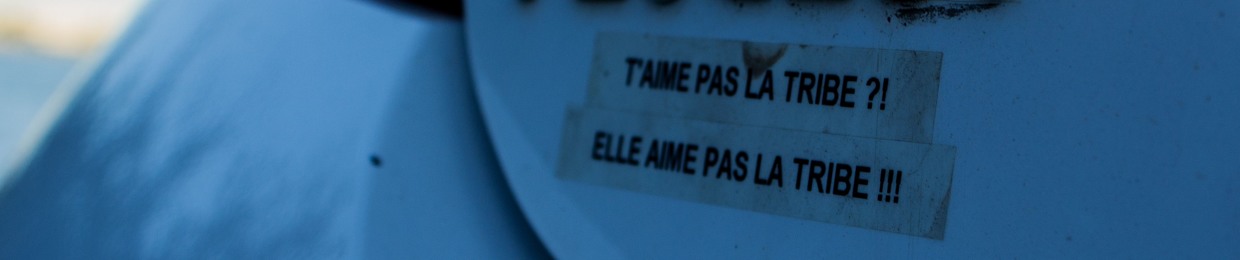 T'AIME PAS LA TRIBE ?!
ELLE AIME PAS LA TRIBE !!!